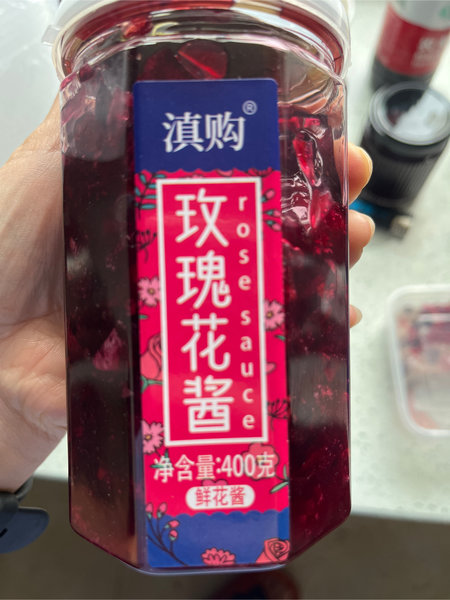 滇购®
玫瑰花酱
rose sauce
净含量:400克
鲜花酱